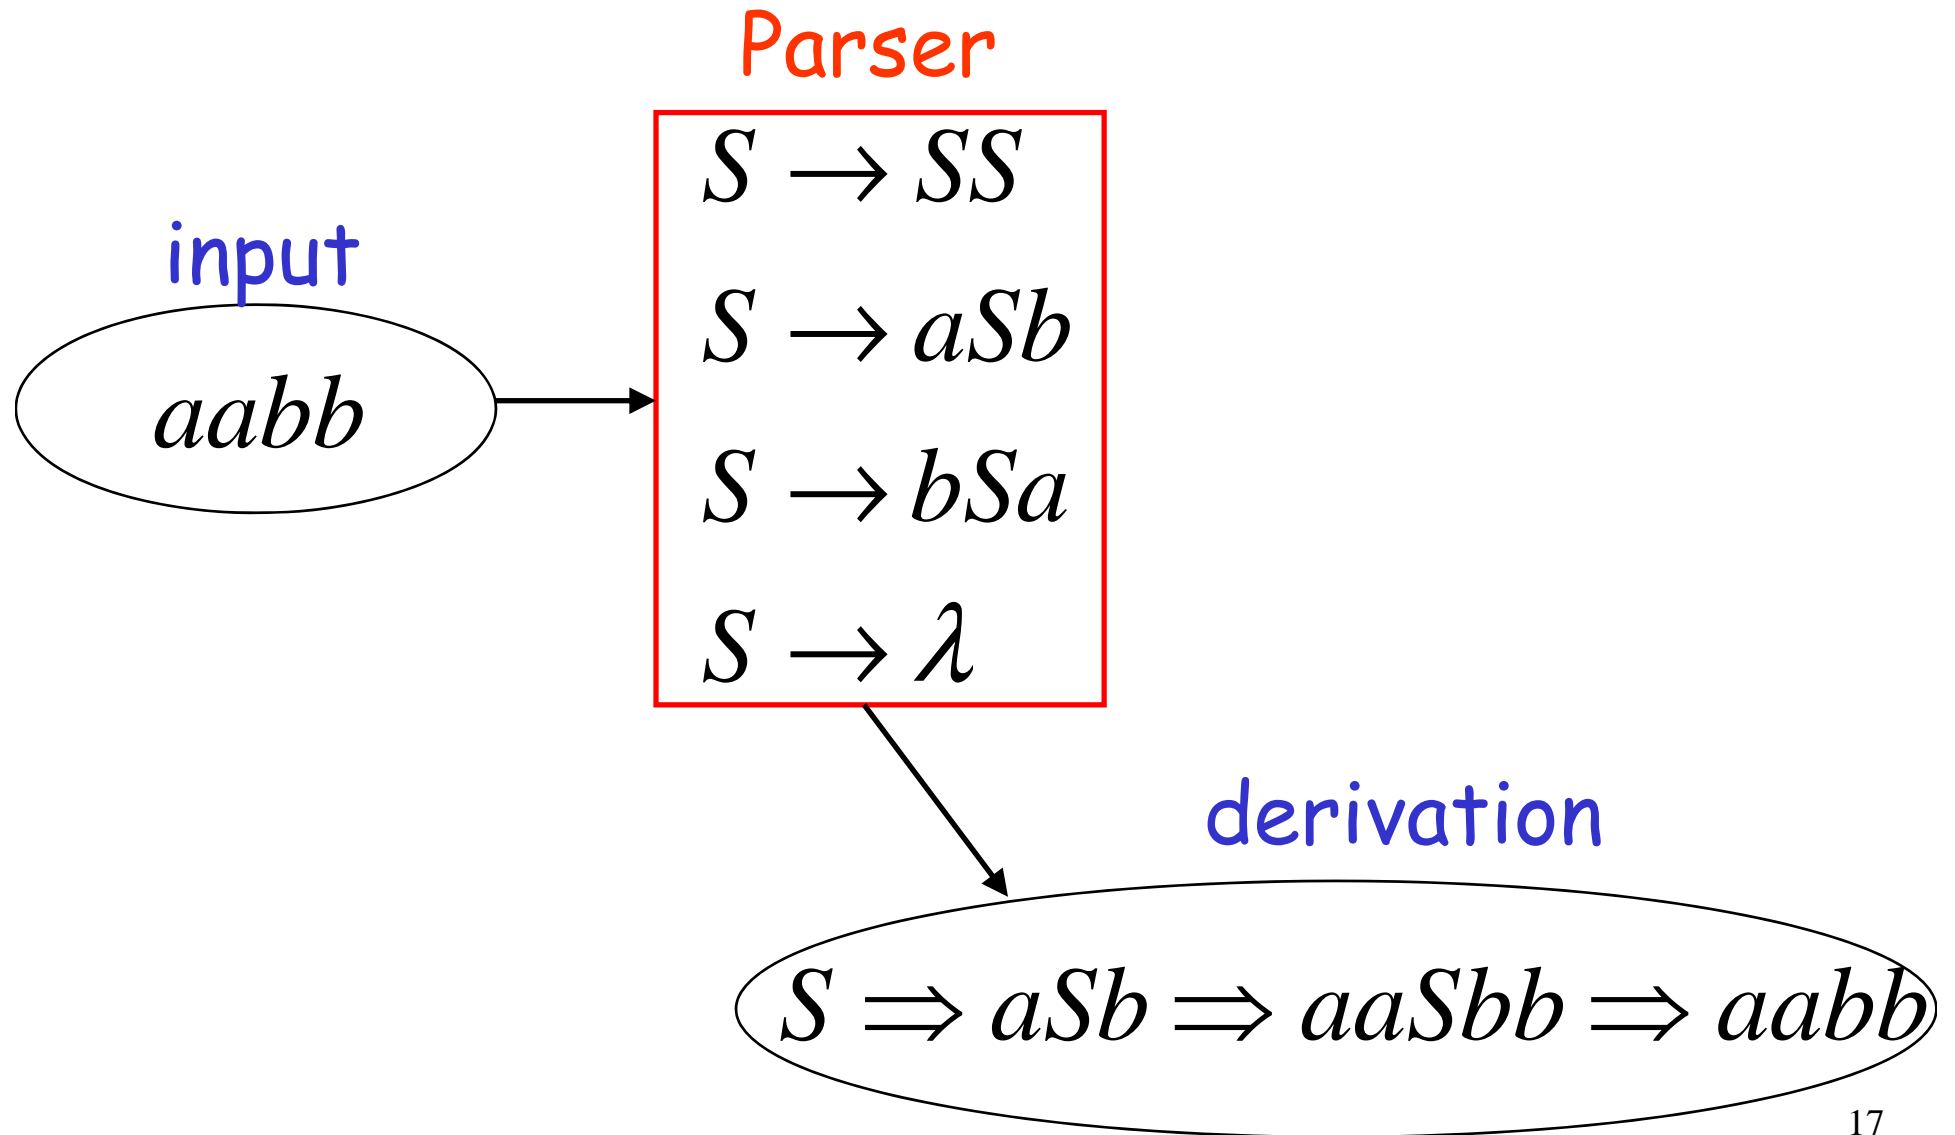 Parser
S → SS
input
S → aSb
aabb
S → bSa
S → λ
derivation
S ⇒ aSb ⇒ aaSbb ⇒ aabb
17